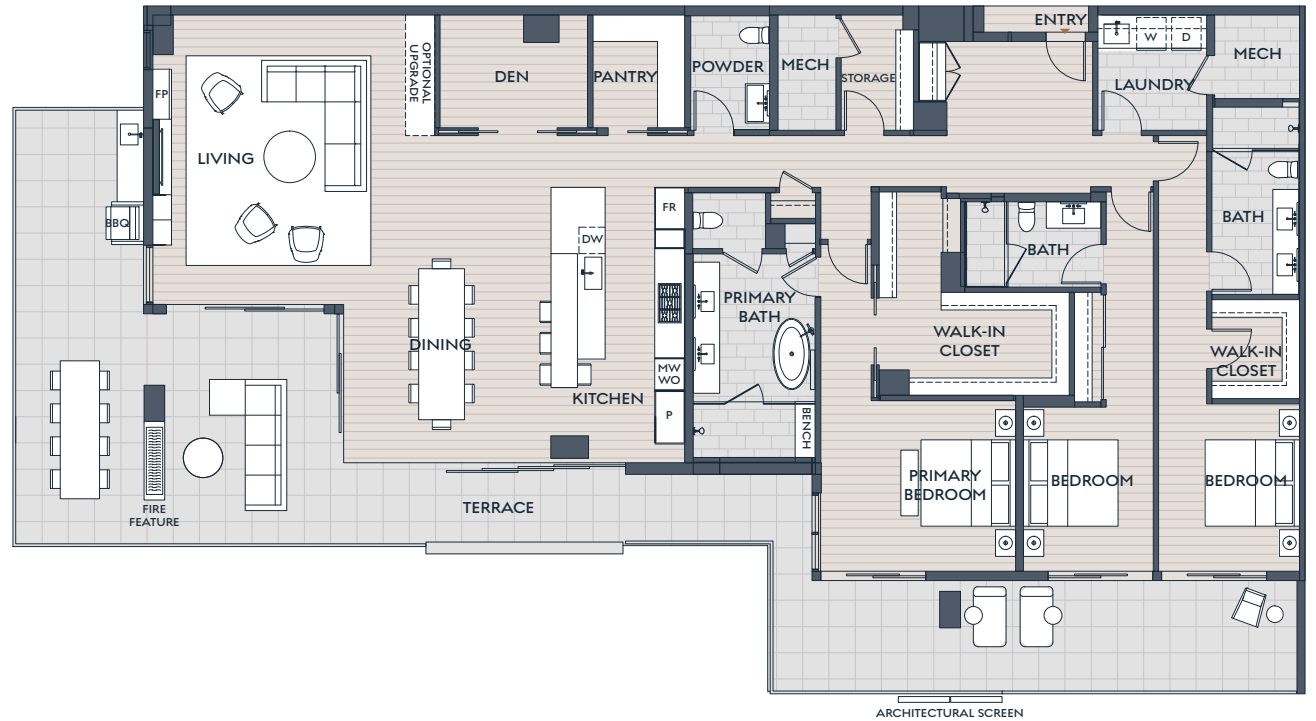 ENTRY
W
D
MECH
OPTIONAL
UPGRADE
DEN
PANTRY
POWDER
MECH
STORAGE
LAUNDRY
FP
LIVING
BBQ
FR
DW
BATH
BATH
PRIMARY
BATH
DINING
WALK-IN
CLOSET
WALK-IN
CLOSET
MW
WO
KITCHEN
P
BENCH
PRIMARY
BEDROOM
BEDROOM
BEDROOM
FIRE
FEATURE
TERRACE
ARCHITECTURAL SCREEN